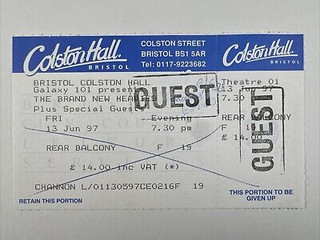 Colston Hall.
BRISTOL
COLSTON STREET
BRISTOL BS1 5AR
Tel: 0117-9223682
Colston Hall.
BRISTOL
BRISTOL COLSTON HALL
Galaxy 101 present
THE BRAND NEW HEAVIES
Plus Special Guest
FRI Evening
13 Jun 97 7.30 pm
REAR BALCONY F 19
£ 14.00 inc VAT (*)
CHANNON L/01130597CE0216F 19
RETAIN THIS PORTION
GUEST
Theatre 01
13 Jun 97
7.30
REAR BALCONY
F 19
£ 14.00
GUEST
THIS PORTION TO BE
GIVEN UP